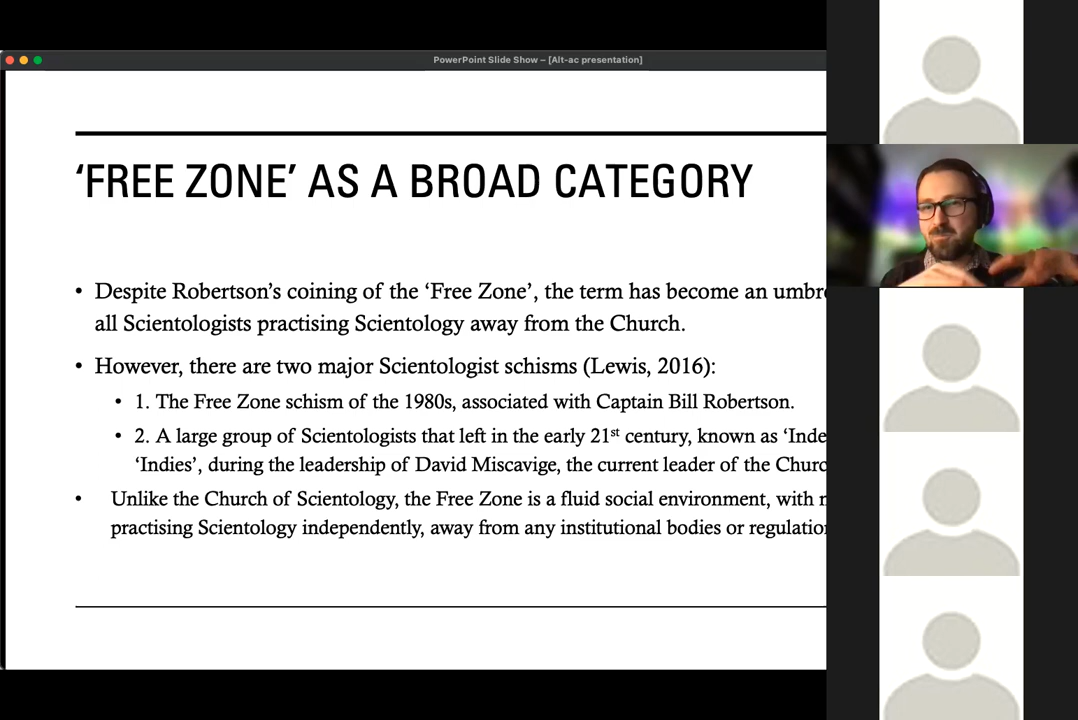 PowerPoint Slide Show – [Alt-ac presentation]
‘FREE ZONE’ AS A BROAD CATEGORY
• Despite Robertson’s coining of the ‘Free Zone’, the term has become an
all Scientologists practising Scientology away from the Church.
• However, there are two major Scientologist schisms (Lewis, 2016):
• 1. The Free Zone schism of the 1980s, associated with Captain Bill Robertson.
• 2. A large group of Scientologists that left in the early 21st century, known as
‘Indies’, during the leadership of David Miscavige, the current leader of the
• Unlike the Church of Scientology, the Free Zone is a fluid social environment, with
practising Scientology independently, away from any institutional bodies or